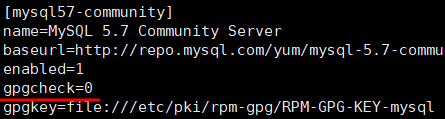 [mysql57-community]
name=MySQL 5.7 Community Server
baseurl=http://repo.mysql.com/yum/mysql-5.7-commu
enabled=1
gpgcheck=0
gpgkey=file:///etc/pki/rpm-gpg/RPM-GPG-KEY-mysql